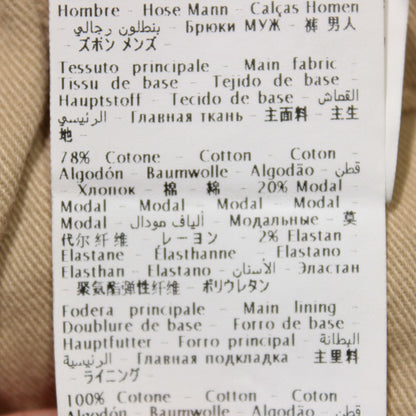 Hombre - Hose Mann - Calças Homen
- بنطلون رجالي - Брюки МУЖ - 裤 男人
- ズボン メンズ -
Tessuto principale - Main fabric -
Tissu de base - Tejido de base -
Hauptstoff - Tecido de base - القماش
الرئيسي - Главная ткань - 主面料 - 主生
地
78% Cotone - Cotton - Coton -
Algodón - Baumwolle - Algodão - قطن
- Хлопок - 棉 - 綿 - 20% Modal
Modal - Modal - Modal - Modal -
Modal - ألياف مودال - Модальные - 莫
代尔纤维 - レーヨン - 2% Elastan
Elastane - Élasthanne - Elastano -
Elasthan - Elastano - الأستان - Эластан
- 聚氨酯弹性纤维 - ポリウレタン
Fodera principale - Main lining -
Doublure de base - Forro de base -
Hauptfutter - Forro principal - البطانة
الرئيسية - Главная подкладка - 主里料
- ライニング -
100% Cotone - Cotton - Coton -
Algodón - Baumwolle - Algodão -